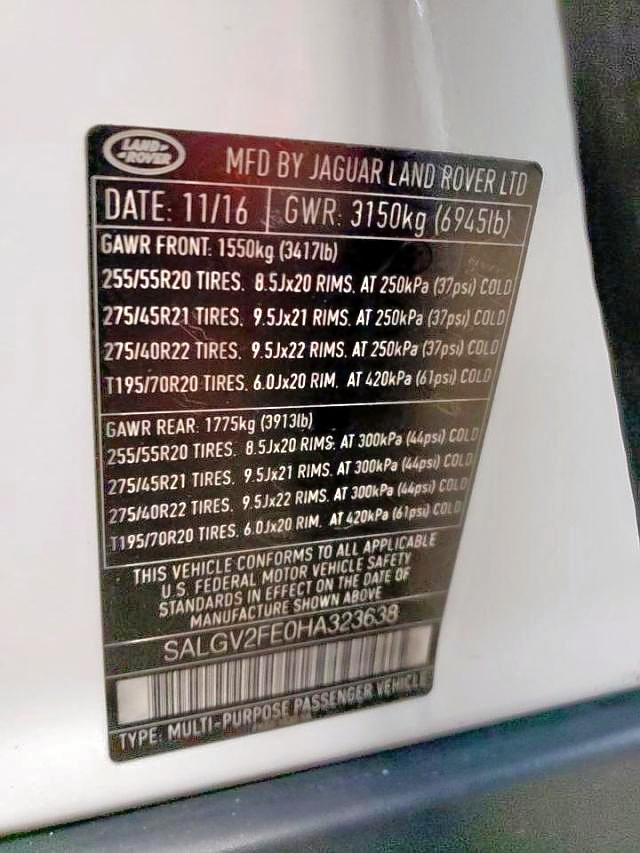 LAND-
-ROVER
MFD BY JAGUAR LAND ROVER LTD
DATE: 11/16 GWR: 3150kg (6945lb)
GAWR FRONT: 1550kg (3417lb)
255/55R20 TIRES. 8.5Jx20 RIMS. AT 250kPa (37psi) COLD
275/45R21 TIRES. 9.5Jx21 RIMS. AT 250kPa (37psi) COLD
275/40R22 TIRES. 9.5Jx22 RIMS. AT 250kPa (37psi) COLD
T195/70R20 TIRES. 6.0Jx20 RIM. AT 420kPa (61psi) COLD
GAWR REAR: 1775kg (3913lb)
255/55R20 TIRES. 8.5Jx20 RIMS. AT 300kPa (44psi) COLD
275/45R21 TIRES. 9.5Jx21 RIMS. AT 300kPa (44psi) COLD
275/40R22 TIRES. 9.5Jx22 RIMS. AT 300kPa (44psi) COLD
T195/70R20 TIRES. 6.0Jx20 RIM. AT 420kPa (61psi) COLD
THIS VEHICLE CONFORMS TO ALL APPLICABLE
U.S. FEDERAL MOTOR VEHICLE SAFETY
STANDARDS IN EFFECT ON THE DATE OF
MANUFACTURE SHOWN ABOVE
SALGV2FE0HA323638
TYPE: MULTI-PURPOSE PASSENGER VEHICLE